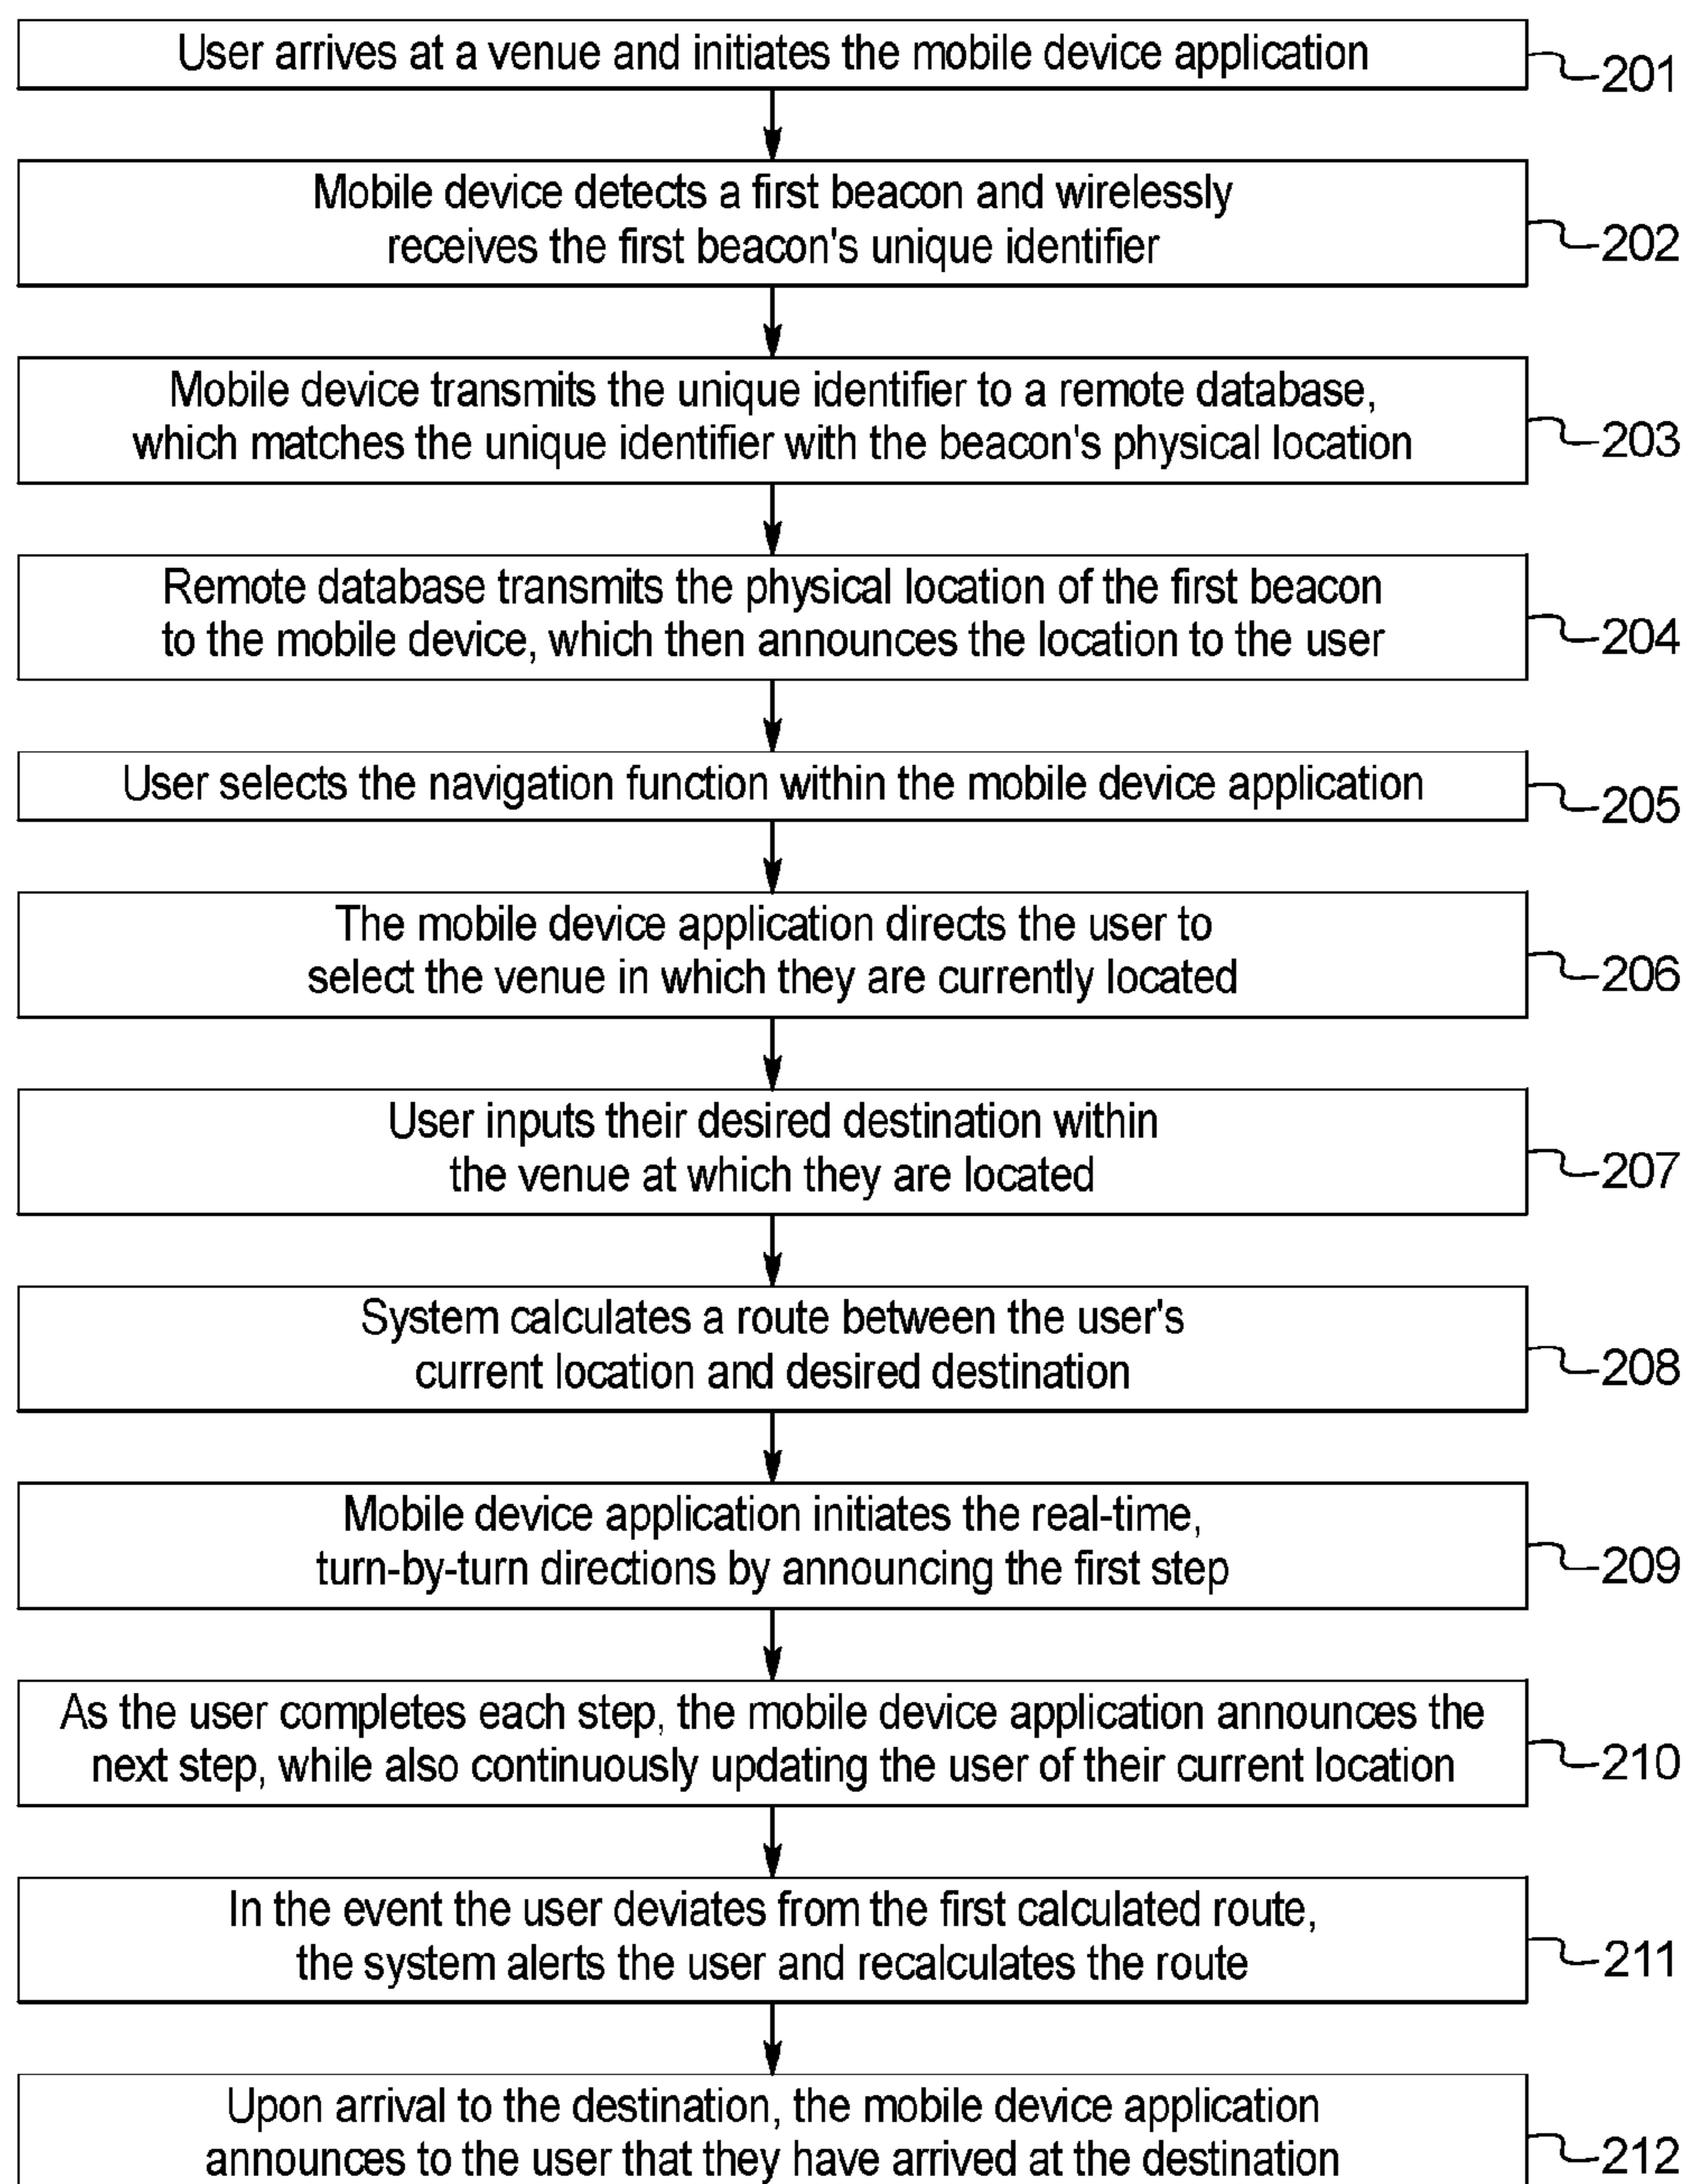 User arrives at a venue and initiates the mobile device application
201
Mobile device detects a first beacon and wirelessly
receives the first beacon's unique identifier
202
Mobile device transmits the unique identifier to a remote database,
which matches the unique identifier with the beacon's physical location
203
Remote database transmits the physical location of the first beacon
to the mobile device, which then announces the location to the user
204
User selects the navigation function within the mobile device application
205
The mobile device application directs the user to
select the venue in which they are currently located
206
User inputs their desired destination within
the venue at which they are located
207
System calculates a route between the user's
current location and desired destination
208
Mobile device application initiates the real-time,
turn-by-turn directions by announcing the first step
209
As the user completes each step, the mobile device application announces the
next step, while also continuously updating the user of their current location
210
In the event the user deviates from the first calculated route,
the system alerts the user and recalculates the route
211
Upon arrival to the destination, the mobile device application
announces to the user that they have arrived at the destination
212